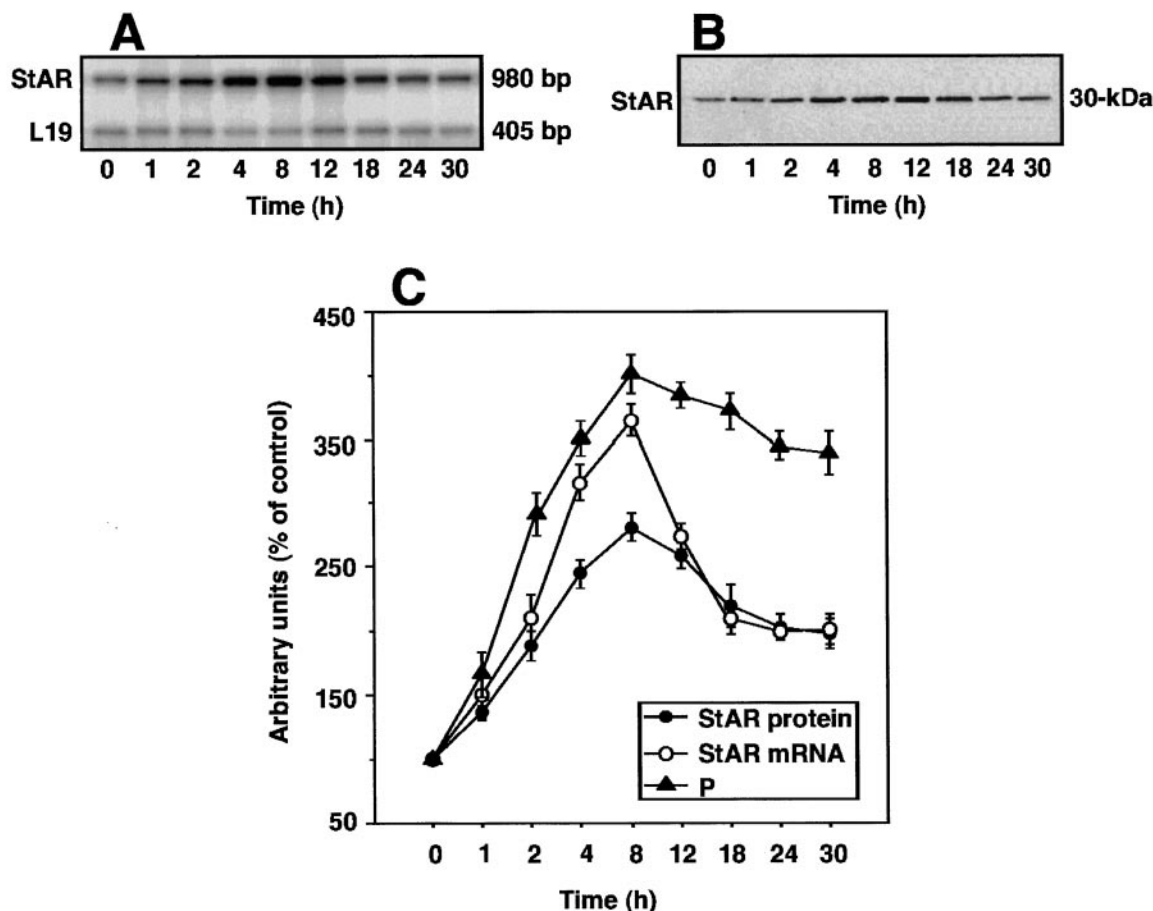 A
StAR 980 bp
L19 405 bp
0 1 2 4 8 12 18 24 30
Time (h)
B
StAR 30-kDa
0 1 2 4 8 12 18 24 30
Time (h)
C
Arbitrary units (% of control)
450
350
250
150
50
StAR protein
StAR mRNA
P
0 1 2 4 8 12 18 24 30
Time (h)